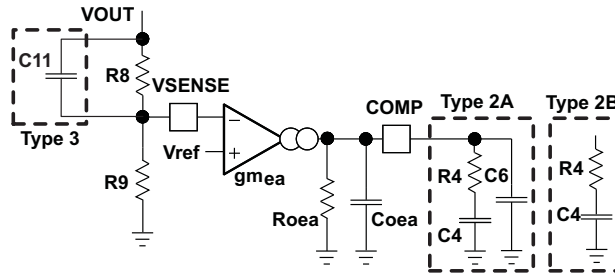 VOUT
C11
R8
VSENSE
Type 3
COMP
Type 2A
Type 2B
Vref
gmea
R9
Roea
Coea
R4
C6
C4
R4
C4
−
+